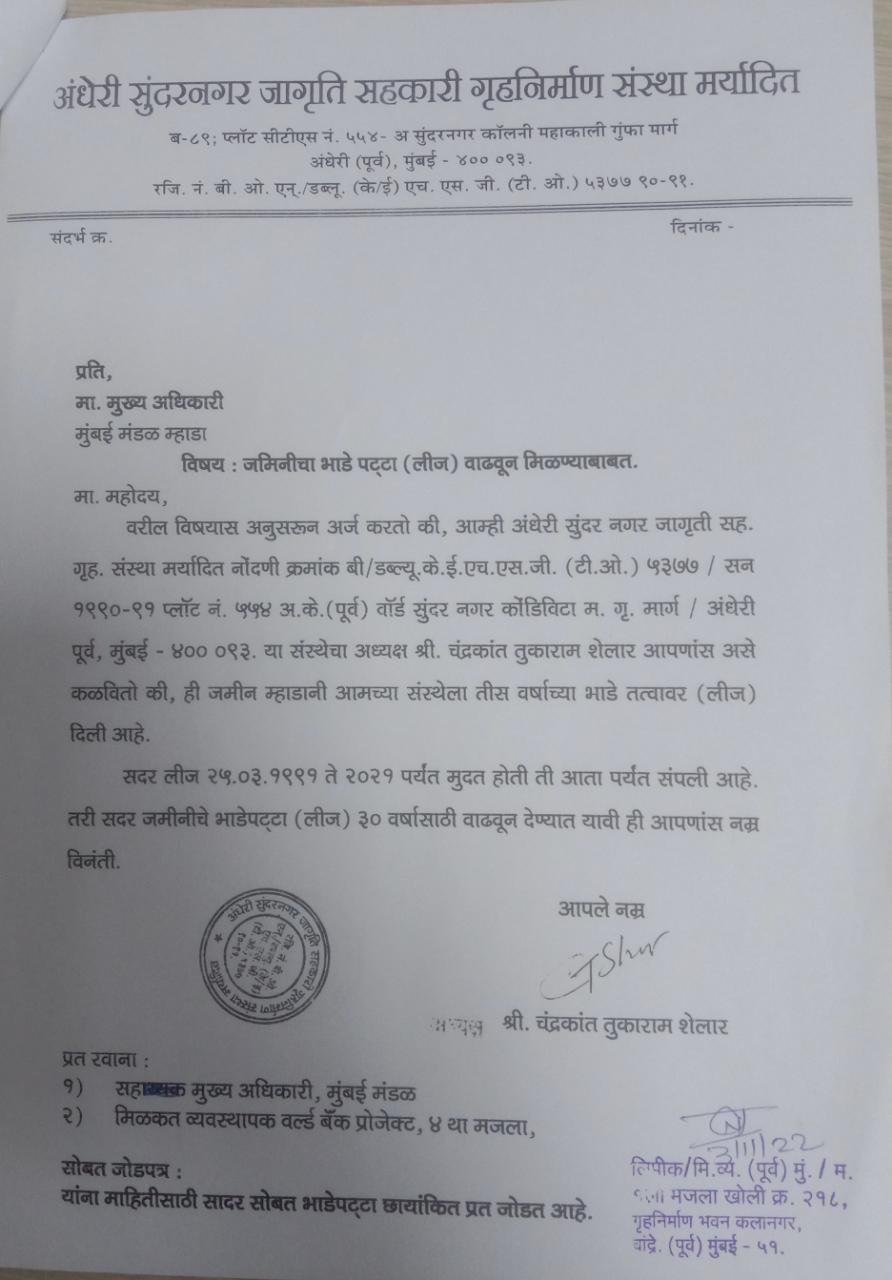 अंधेरी सुंदरनगर जागृति सहकारी गृहनिर्माण संस्था मर्यादित
ब-८९; प्लॉट सीटीएस नं. ५५४- अ सुंदरनगर कॉलनी महाकाली गुंफा मार्ग
अंधेरी (पूर्व), मुंबई - ४०० ०९३.
रजि. नं. बी. ओ. एन्./डब्लू. (के/ई) एच. एस. जी. (टी. ओ.) ५३७७ ९०-९१.
संदर्भ क्र.
दिनांक -
प्रति,
मा. मुख्य अधिकारी
मुंबई मंडळ म्हाडा
विषय : जमिनीचा भाडे पट्टा (लीज) वाढवून मिळण्याबाबत.
मा. महोदय,
वरील विषयास अनुसरून अर्ज करतो की, आम्ही अंधेरी सुंदर नगर जागृती सह.
गृह. संस्था मर्यादित नोंदणी क्रमांक बी/डब्ल्यू.के.ई.एच.एस.जी. (टी.ओ.) ५३७७ / सन
१९९०-९१ प्लॉट नं. ५५४ अ.के.(पूर्व) वॉर्ड सुंदर नगर कोंडिविटा म. गृ. मार्ग / अंधेरी
पूर्व, मुंबई - ४०० ०९३. या संस्थेचा अध्यक्ष श्री. चंद्रकांत तुकाराम शेलार आपणांस असे
कळवितो की, ही जमीन म्हाडानी आमच्या संस्थेला तीस वर्षाच्या भाडे तत्वावर (लीज)
दिली आहे.
सदर लीज २५.०३.१९९१ ते २०२१ पर्यंत मुदत होती ती आता पर्यंत संपली आहे.
तरी सदर जमीनीचे भाडेपट्टा (लीज) ३० वर्षासाठी वाढवून देण्यात यावी ही आपणांस नम्र
विनंती.
अंधेरी सुंदरनगर जागृति सहकारी गृहनिर्माण संस्था मर्यादित
आपले नम्र
अध्यक्ष श्री. चंद्रकांत तुकाराम शेलार
प्रत रवाना :
१) सहाय्यक मुख्य अधिकारी, मुंबई मंडळ
२) मिळकत व्यवस्थापक वर्ल्ड बँक प्रोजेक्ट, ४ था मजला,
सोबत जोडपत्र :
यांना माहितीसाठी सादर सोबत भाडेपट्टा छायांकित प्रत जोडत आहे.
3/11/22
लिपीक/मि.व्य. (पूर्व) मुं. / म.
मजला खोली क्र. २१८,
गृहनिर्माण भवन कलानगर,
वांद्रे. (पूर्व) मुंबई - ५१.